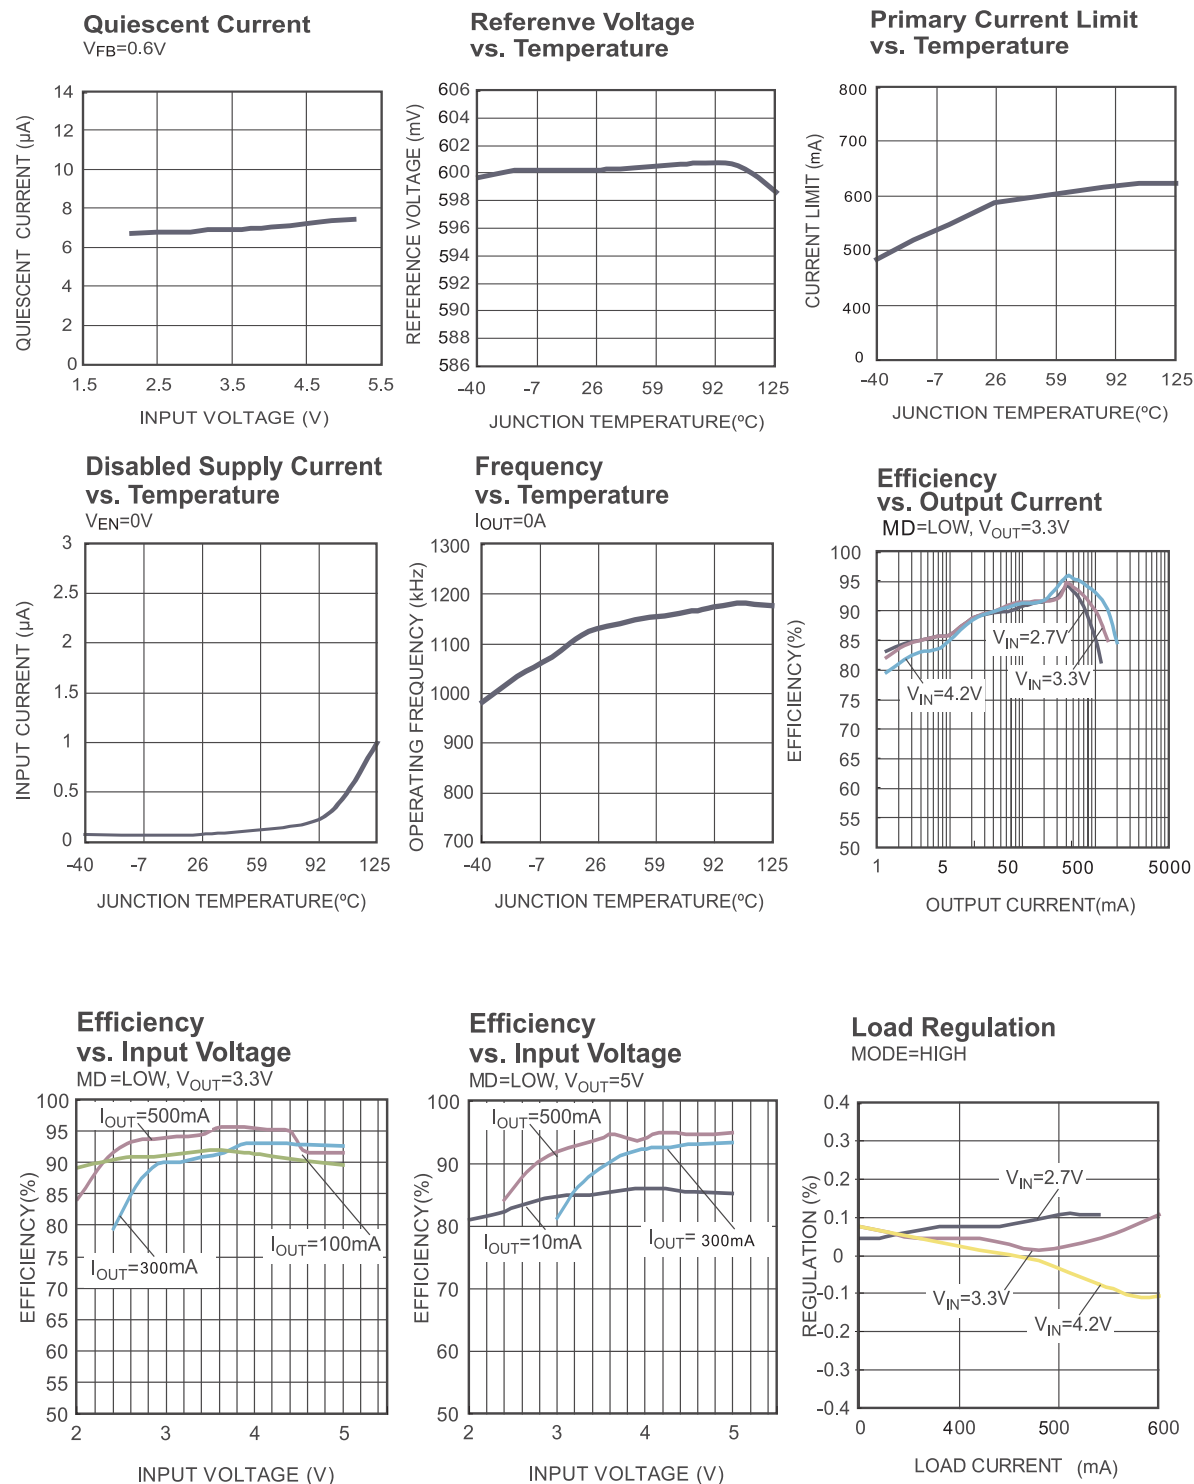 Quiescent Current
VFB=0.6V
QUIESCENT CURRENT (µA)
14
12
10
8
6
4
2
0
1.5 2.5 3.5 4.5 5.5
INPUT VOLTAGE (V)
Referenve Voltage
vs. Temperature
REFERENCE VOLTAGE (mV)
606
604
602
600
598
596
594
592
590
588
586
-40 -7 26 59 92 125
JUNCTION TEMPERATURE(ºC)
Primary Current Limit
vs. Temperature
CURRENT LIMIT (mA)
800
700
600
500
400
0
-40 -7 26 59 92 125
JUNCTION TEMPERATURE(ºC)
Disabled Supply Current
vs. Temperature
VEN=0V
INPUT CURRENT (µA)
3
2.5
2
1.5
1
0.5
0
-40 -7 26 59 92 125
JUNCTION TEMPERATURE(ºC)
Frequency
vs. Temperature
IOUT=0A
OPERATING FREQUENCY (kHz)
1300
1200
1100
1000
900
800
700
-40 -7 26 59 92 125
JUNCTION TEMPERATURE(ºC)
Efficiency
vs. Output Current
MD=LOW, VOUT=3.3V
EFFICIENCY(%)
100
95
90
85
80
75
70
65
60
55
50
VIN=2.7V
VIN=3.3V
VIN=4.2V
1 5 50 500 5000
OUTPUT CURRENT(mA)
Efficiency
vs. Input Voltage
MD=LOW, VOUT=3.3V
EFFICIENCY(%)
100
95
90
85
80
75
70
65
60
55
50
IOUT=500mA
IOUT=100mA
IOUT=300mA
2 3 4 5
INPUT VOLTAGE (V)
Efficiency
vs. Input Voltage
MD=LOW, VOUT=5V
EFFICIENCY(%)
100
90
80
70
60
50
IOUT=500mA
IOUT=10mA
IOUT= 300mA
2 3 4 5
INPUT VOLTAGE (V)
Load Regulation
MODE=HIGH
REGULATION (%)
0.4
0.3
0.2
0.1
0
-0.1
-0.2
-0.3
-0.4
VIN=2.7V
VIN=3.3V
VIN=4.2V
0 400 500 600
LOAD CURRENT (mA)